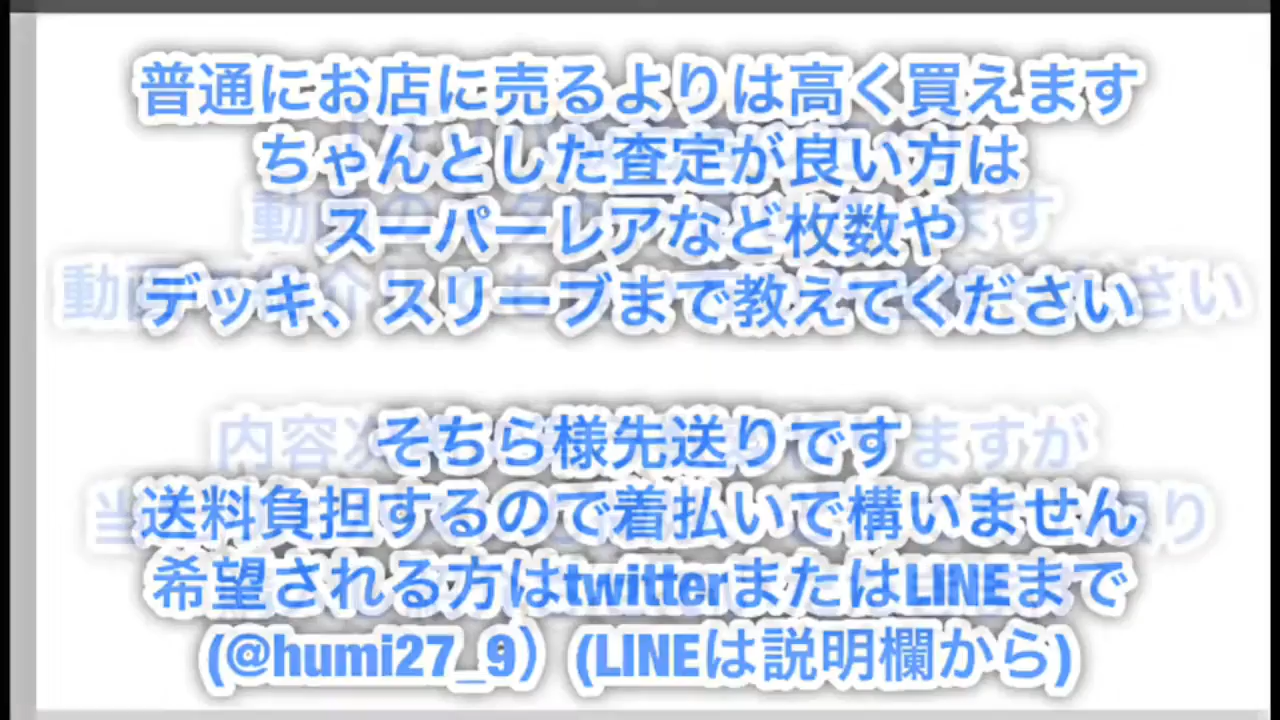 普通にお店に売るよりは高く買えます
ちゃんとした査定が良い方は
スーパーレアなど枚数や
デッキ、スリーブまで教えてください
そちら様先送りです
送料負担するので着払いで構いません
希望される方はtwitterまたはLINEまで
(@humi27_9）(LINEは説明欄から)